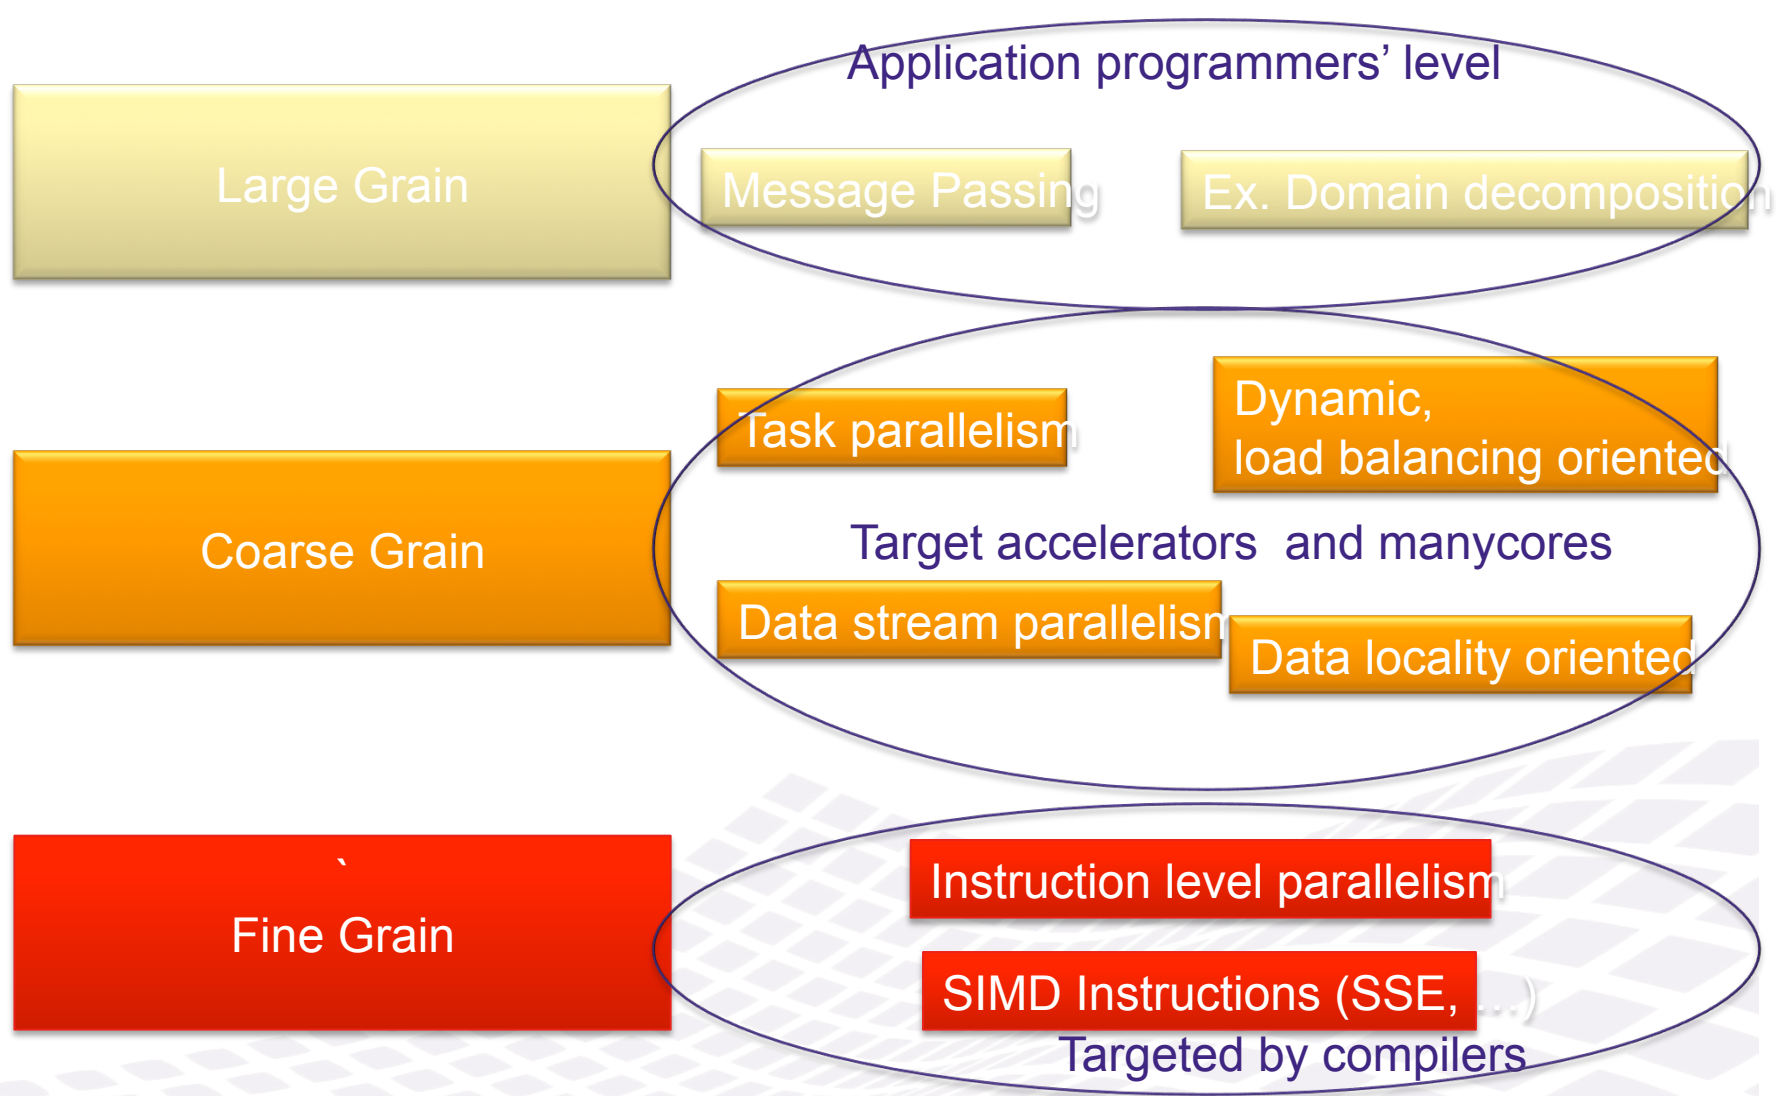 Application programmers’ level
Large Grain
Message Passing
Ex. Domain decomposition
Task parallelism
Dynamic,
load balancing oriented
Coarse Grain
Target accelerators  and manycores
Data stream parallelism
Data locality oriented
`
Fine Grain
Instruction level parallelism
SIMD Instructions (SSE, …)
Targeted by compilers